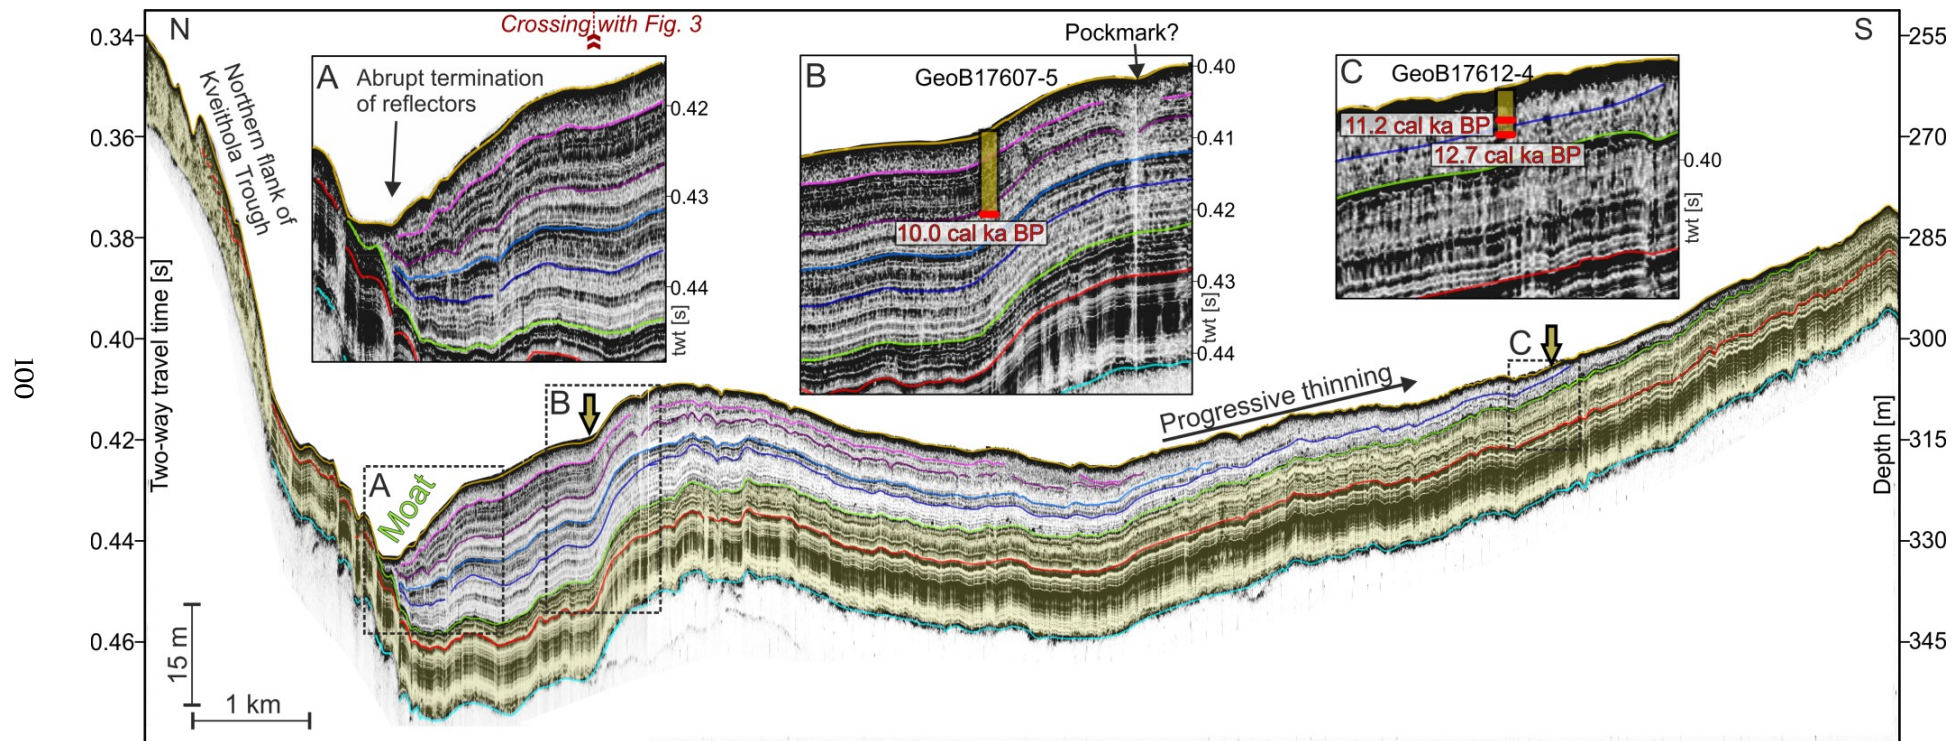 Crossing with Fig. 3
N
S
0.34
0.36
0.38
0.40
0.42
0.44
0.46
Two-way travel time [s]
Northern flank of
Kveithola Trough
A
Abrupt termination
of reflectors
0.42
0.43
0.44
twt [s]
B
GeoB17607-5
Pockmark?
10.0 cal ka BP
0.40
0.41
0.42
0.43
0.44
twt [s]
C
GeoB17612-4
11.2 cal ka BP
12.7 cal ka BP
0.40
twt [s]
255
270
285
300
315
330
345
Depth [m]
A
Moat
B
Progressive thinning
C
15 m
1 km
100